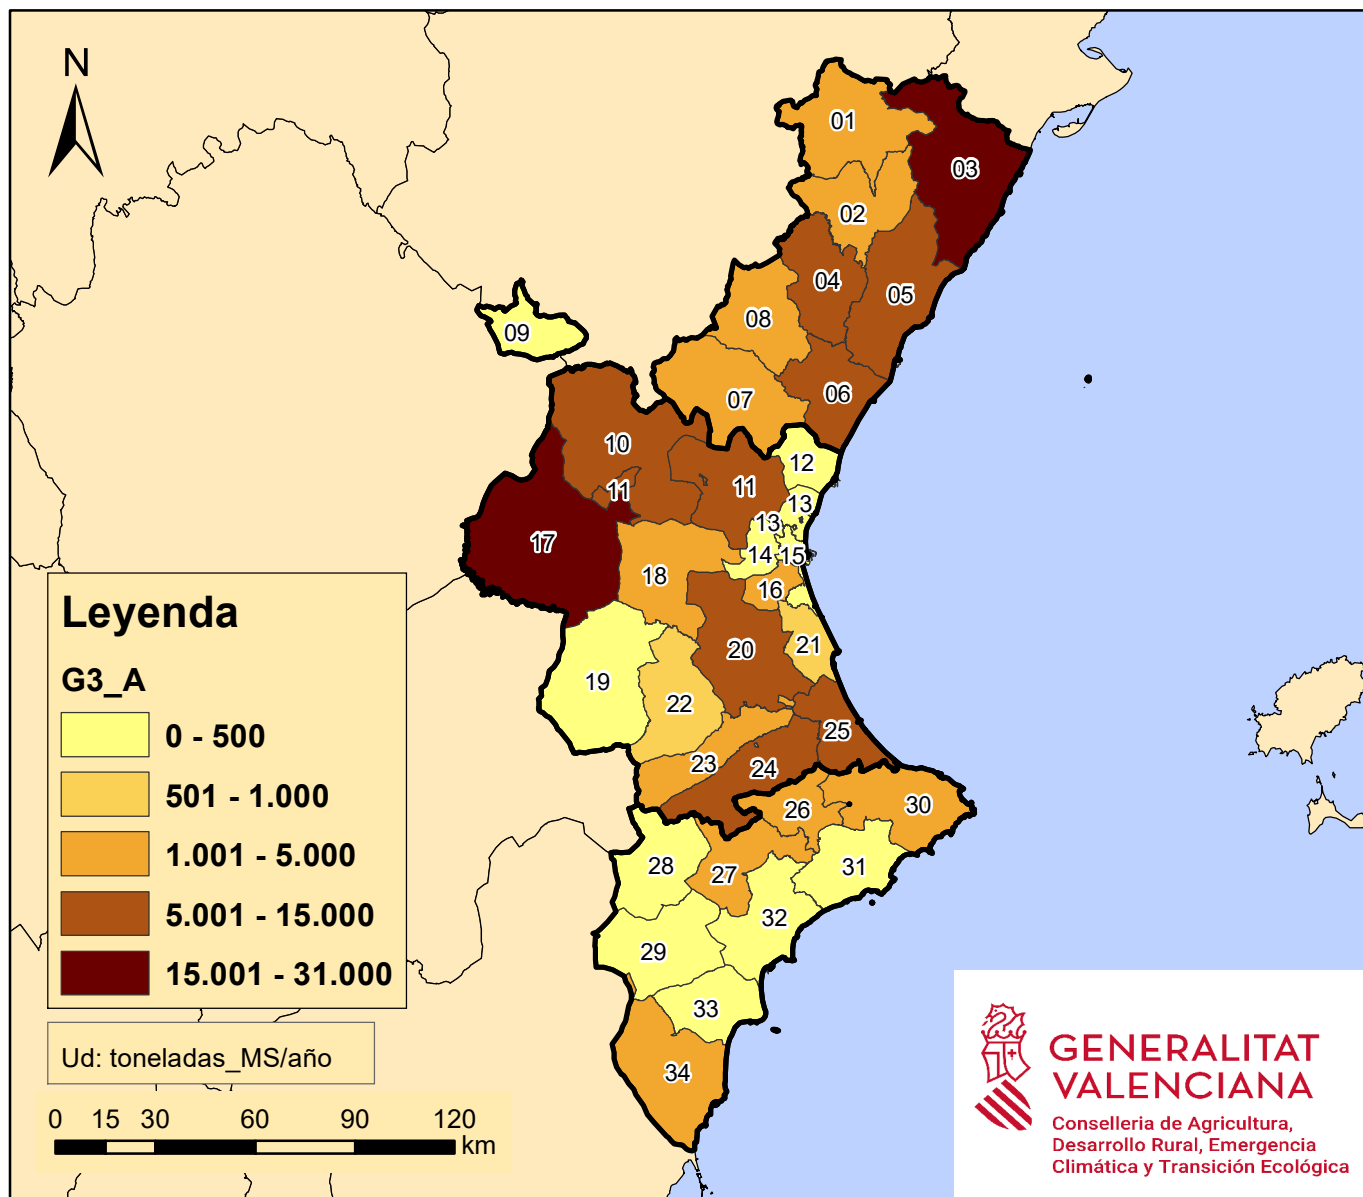 N
01
03
02
04
05
08
09
06
07
10
12
11
11
13
13
17
14
15
18
16
20
21
19
22
25
23
24
26
30
28
27
31
32
29
33
34
Leyenda
G3_A
0 - 500
501 - 1.000
1.001 - 5.000
5.001 - 15.000
15.001 - 31.000
Ud: toneladas_MS/año
0 15 30 60 90 120
km
GENERALITAT
VALENCIANA
Conselleria de Agricultura,
Desarrollo Rural, Emergencia
Climática y Transición Ecológica